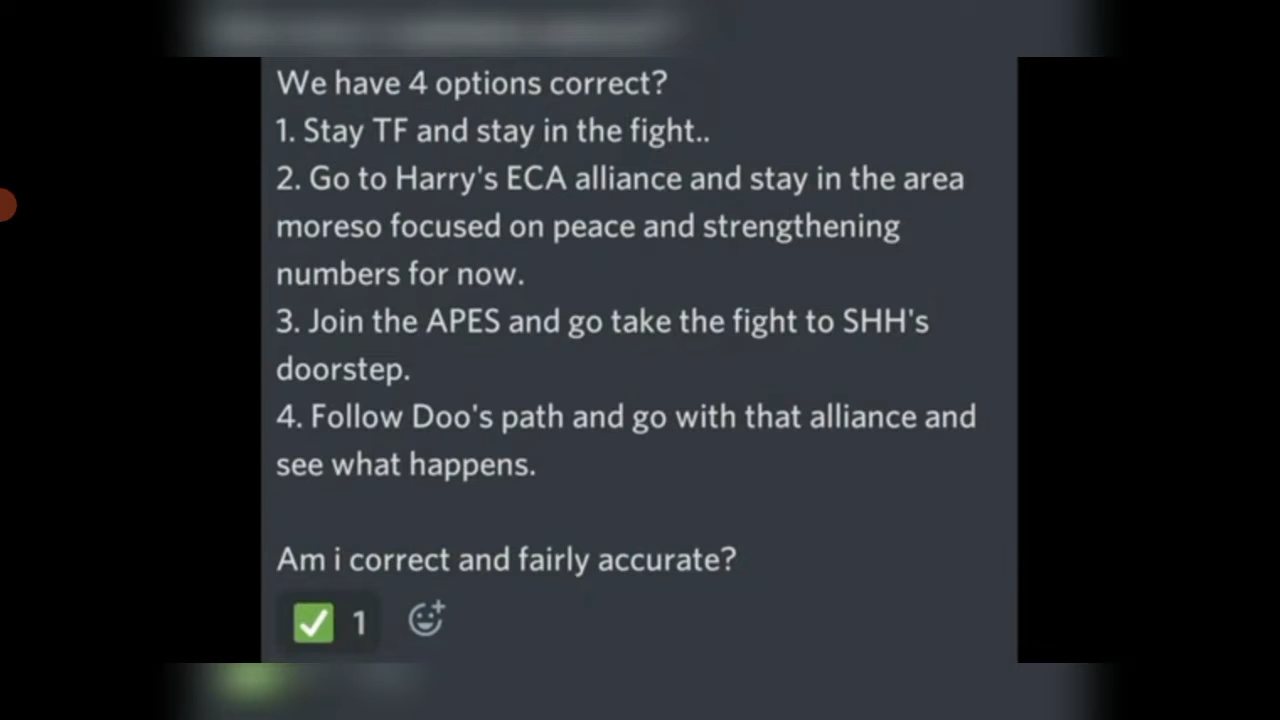 We have 4 options correct?
1. Stay TF and stay in the fight..
2. Go to Harry's ECA alliance and stay in the area
moreso focused on peace and strengthening
numbers for now.
3. Join the APES and go take the fight to SHH's
doorstep.
4. Follow Doo's path and go with that alliance and
see what happens.
Am i correct and fairly accurate?
1